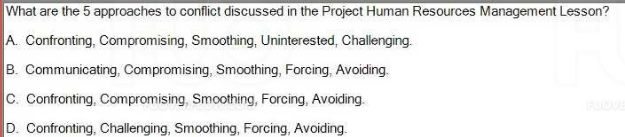 What are the 5 approaches to conflict discussed in the Project Human Resources Management Lesson?
A. Confronting, Compromising, Smoothing, Uninterested, Challenging.
B. Communicating, Compromising, Smoothing, Forcing, Avoiding.
C. Confronting, Compromising, Smoothing, Forcing, Avoiding.
D. Confronting, Challenging, Smoothing, Forcing, Avoiding.